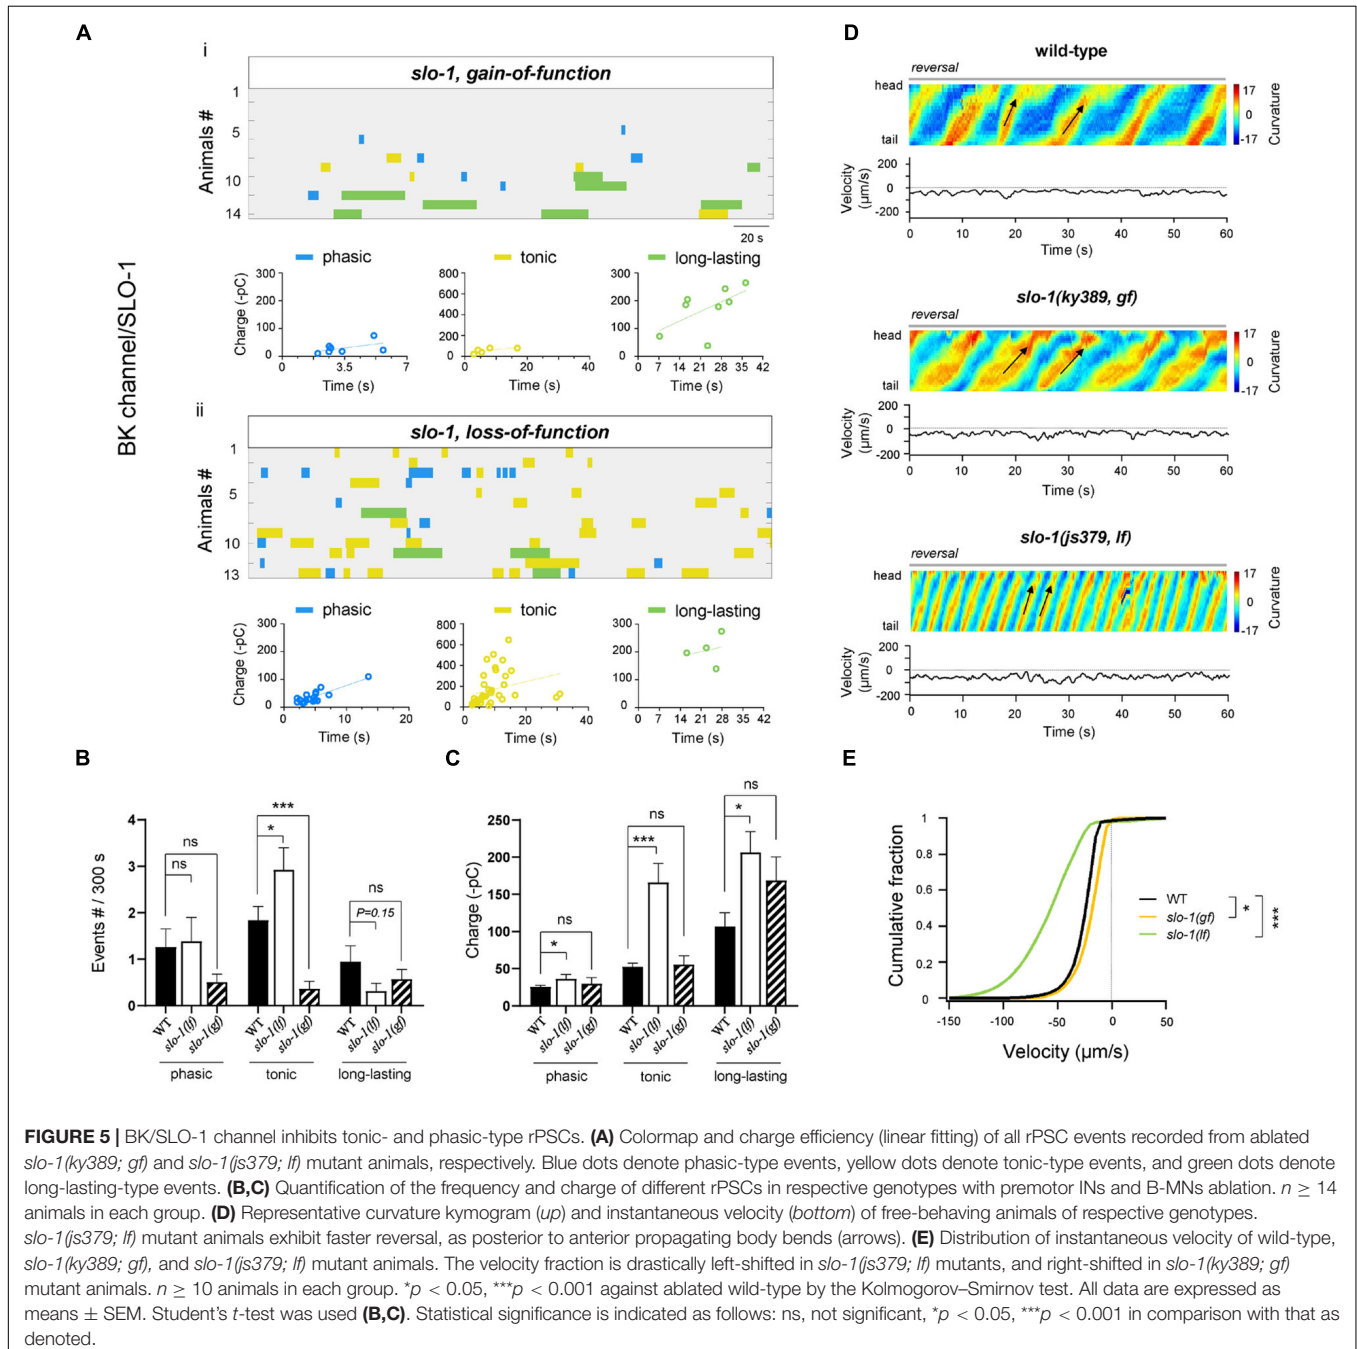 A
i
slo-1, gain-of-function
1
5
10
14
Animals #
20 s
phasic
tonic
long-lasting
Charge (-pC)
300
200
100
0
0
3.5
7
Time (s)
800
600
400
200
0
0
20
40
Time (s)
300
200
100
0
0
7
14
21
28
35
42
Time (s)
BK channel/SLO-1
ii
slo-1, loss-of-function
1
5
10
13
Animals #
phasic
tonic
long-lasting
Charge (-pC)
300
200
100
0
0
10
20
Time (s)
800
600
400
200
0
0
20
40
Time (s)
300
200
100
0
0
7
14
21
28
35
42
Time (s)
D
wild-type
reversal
head
tail
17
0
-17
Curvature
200
0
-200
Velocity
(µm/s)
0 10 20 30 40 50 60
Time (s)
slo-1(ky389, gf)
reversal
head
tail
17
0
-17
Curvature
200
0
-200
Velocity
(µm/s)
0 10 20 30 40 50 60
Time (s)
slo-1(js379, lf)
reversal
head
tail
17
0
-17
Curvature
200
0
-200
Velocity
(µm/s)
0 10 20 30 40 50 60
Time (s)
B
Events # / 300 s
4
3
2
1
0
ns
ns
***
*
ns
P=0.15
WT slo-1(lf) slo-1(gf) WT slo-1(lf) slo-1(gf) WT slo-1(lf) slo-1(gf)
phasic tonic long-lasting
C
Charge (-pC)
250
200
150
100
50
0
ns
*
ns
***
ns
*
WT slo-1(lf) slo-1(gf) WT slo-1(lf) slo-1(gf) WT slo-1(lf) slo-1(gf)
phasic tonic long-lasting
E
Cumulative fraction
1
0.8
0.6
0.4
0.2
0
-150 -100 -50 0 50
Velocity (µm/s)
WT
slo-1(gf)
slo-1(lf)
*
***
FIGURE 5 | BK/SLO-1 channel inhibits tonic- and phasic-type rPSCs. (A) Colormap and charge efficiency (linear fitting) of all rPSC events recorded from ablated
slo-1(ky389; gf) and slo-1(js379; lf) mutant animals, respectively. Blue dots denote phasic-type events, yellow dots denote tonic-type events, and green dots denote
long-lasting-type events. (B,C) Quantification of the frequency and charge of different rPSCs in respective genotypes with premotor INs and B-MNs ablation. n ≥ 14
animals in each group. (D) Representative curvature kymogram (up) and instantaneous velocity (bottom) of free-behaving animals of respective genotypes.
slo-1(js379; lf) mutant animals exhibit faster reversal, as posterior to anterior propagating body bends (arrows). (E) Distribution of instantaneous velocity of wild-type,
slo-1(ky389; gf), and slo-1(js379; lf) mutant animals. The velocity fraction is drastically left-shifted in slo-1(js379; lf) mutants, and right-shifted in slo-1(ky389; gf)
mutant animals. n ≥ 10 animals in each group. *p < 0.05, ***p < 0.001 against ablated wild-type by the Kolmogorov–Smirnov test. All data are expressed as
means ± SEM. Student's t-test was used (B,C). Statistical significance is indicated as follows: ns, not significant, *p < 0.05, ***p < 0.001 in comparison with that as
denoted.